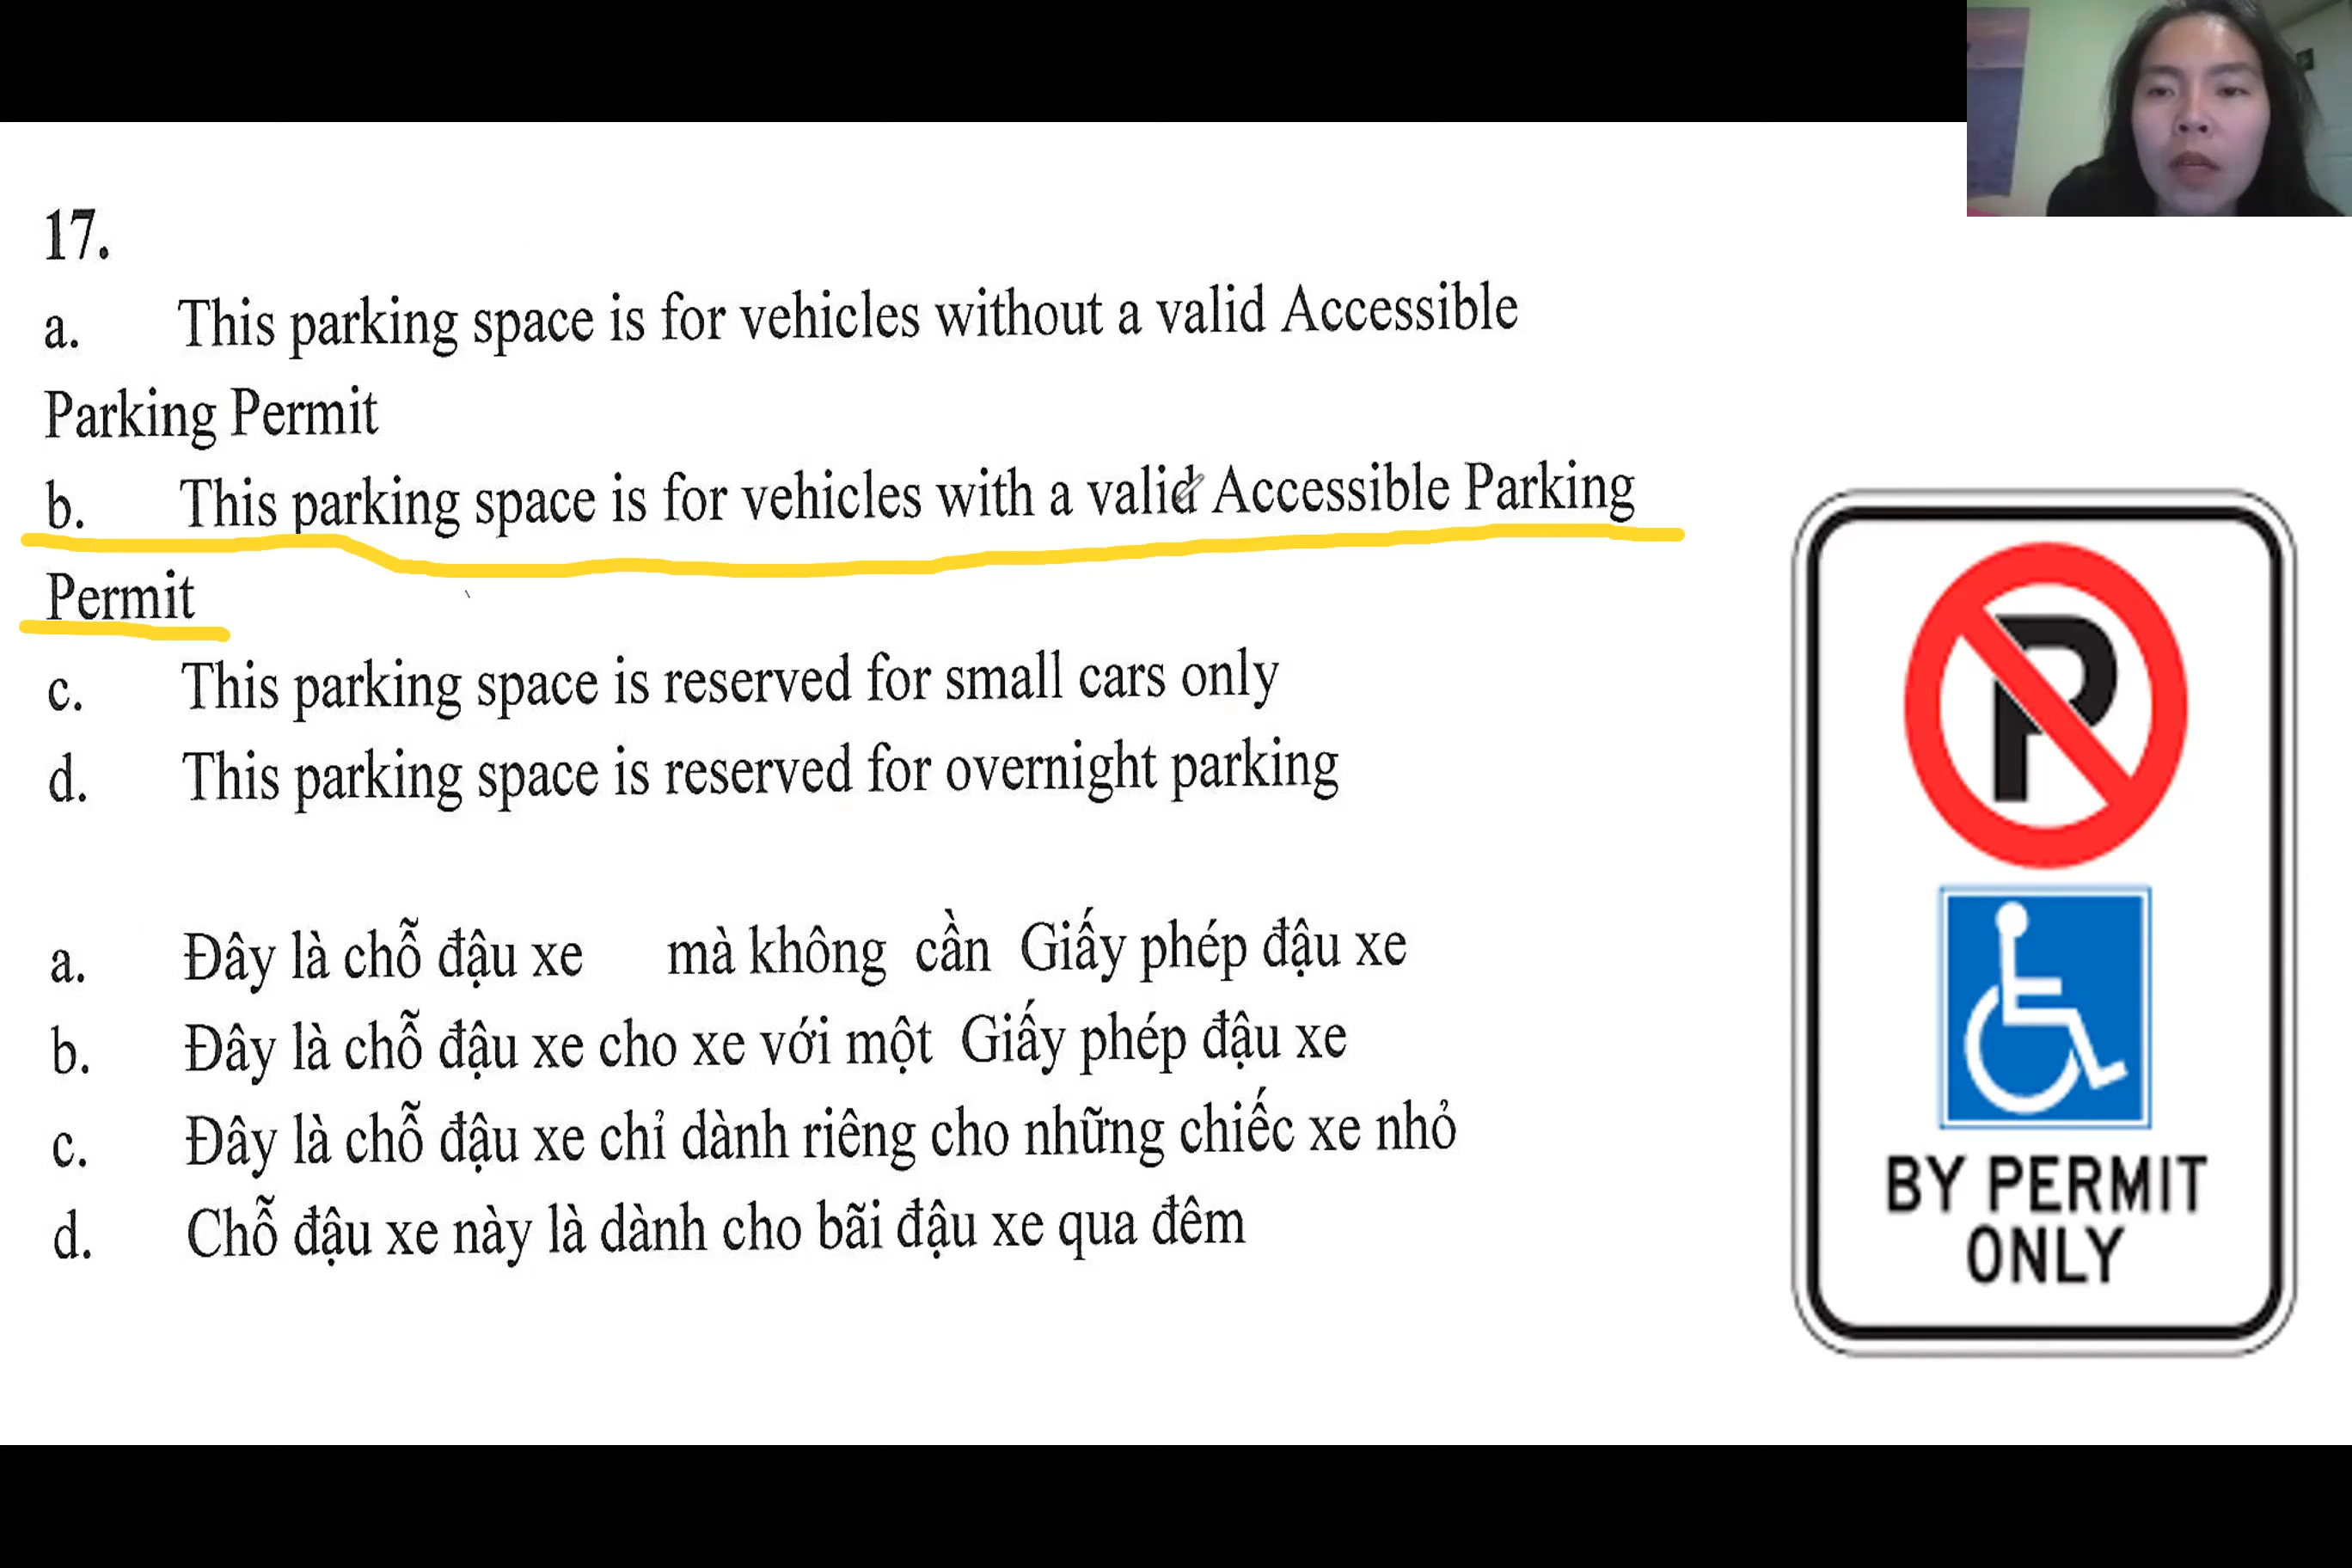 17.
a. This parking space is for vehicles without a valid Accessible
Parking Permit
b. This parking space is for vehicles with a valid Accessible Parking
Permit
c. This parking space is reserved for small cars only
d. This parking space is reserved for overnight parking
a. Đây là chỗ đậu xe mà không cần Giấy phép đậu xe
b. Đây là chỗ đậu xe cho xe với một Giấy phép đậu xe
c. Đây là chỗ đậu xe chỉ dành riêng cho những chiếc xe nhỏ
d. Chỗ đậu xe này là dành cho bãi đậu xe qua đêm
P
BY PERMIT
ONLY